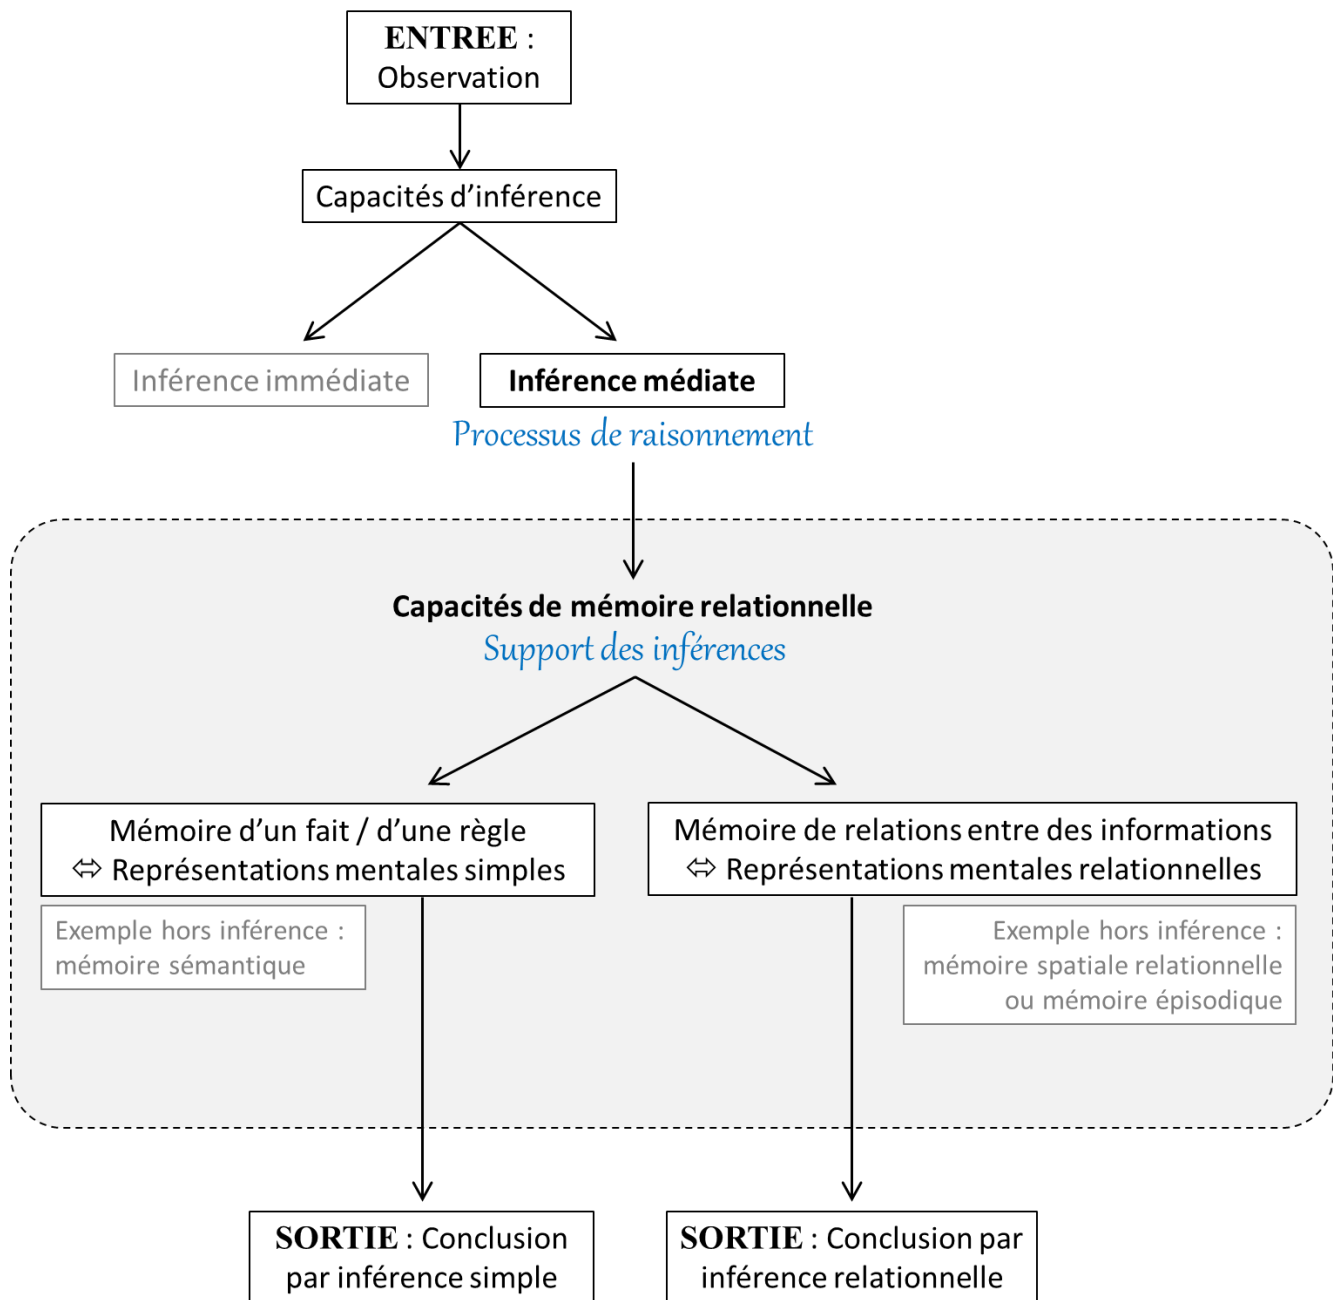 ENTREE :
Observation
Capacités d’inférence
Inférence immédiate
Inférence médiate
Processus de raisonnement
Capacités de mémoire relationnelle
Support des inférences
Mémoire d’un fait / d’une règle
⇔ Représentations mentales simples
Mémoire de relations entre des informations
⇔ Représentations mentales relationnelles
Exemple hors inférence :
mémoire sémantique
Exemple hors inférence :
mémoire spatiale relationnelle
ou mémoire épisodique
SORTIE : Conclusion
par inférence simple
SORTIE : Conclusion par
inférence relationnelle